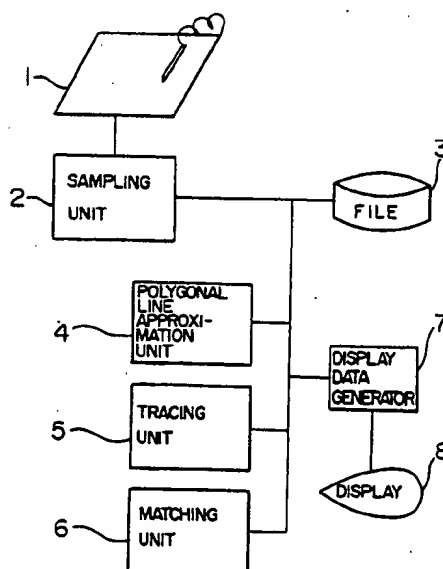 1
2
SAMPLING
UNIT
3
FILE
4
POLYGONAL
LINE
APPROXI-
MATION
UNIT
5
TRACING
UNIT
6
MATCHING
UNIT
7
DISPLAY
DATA
GENERATOR
8
DISPLAY